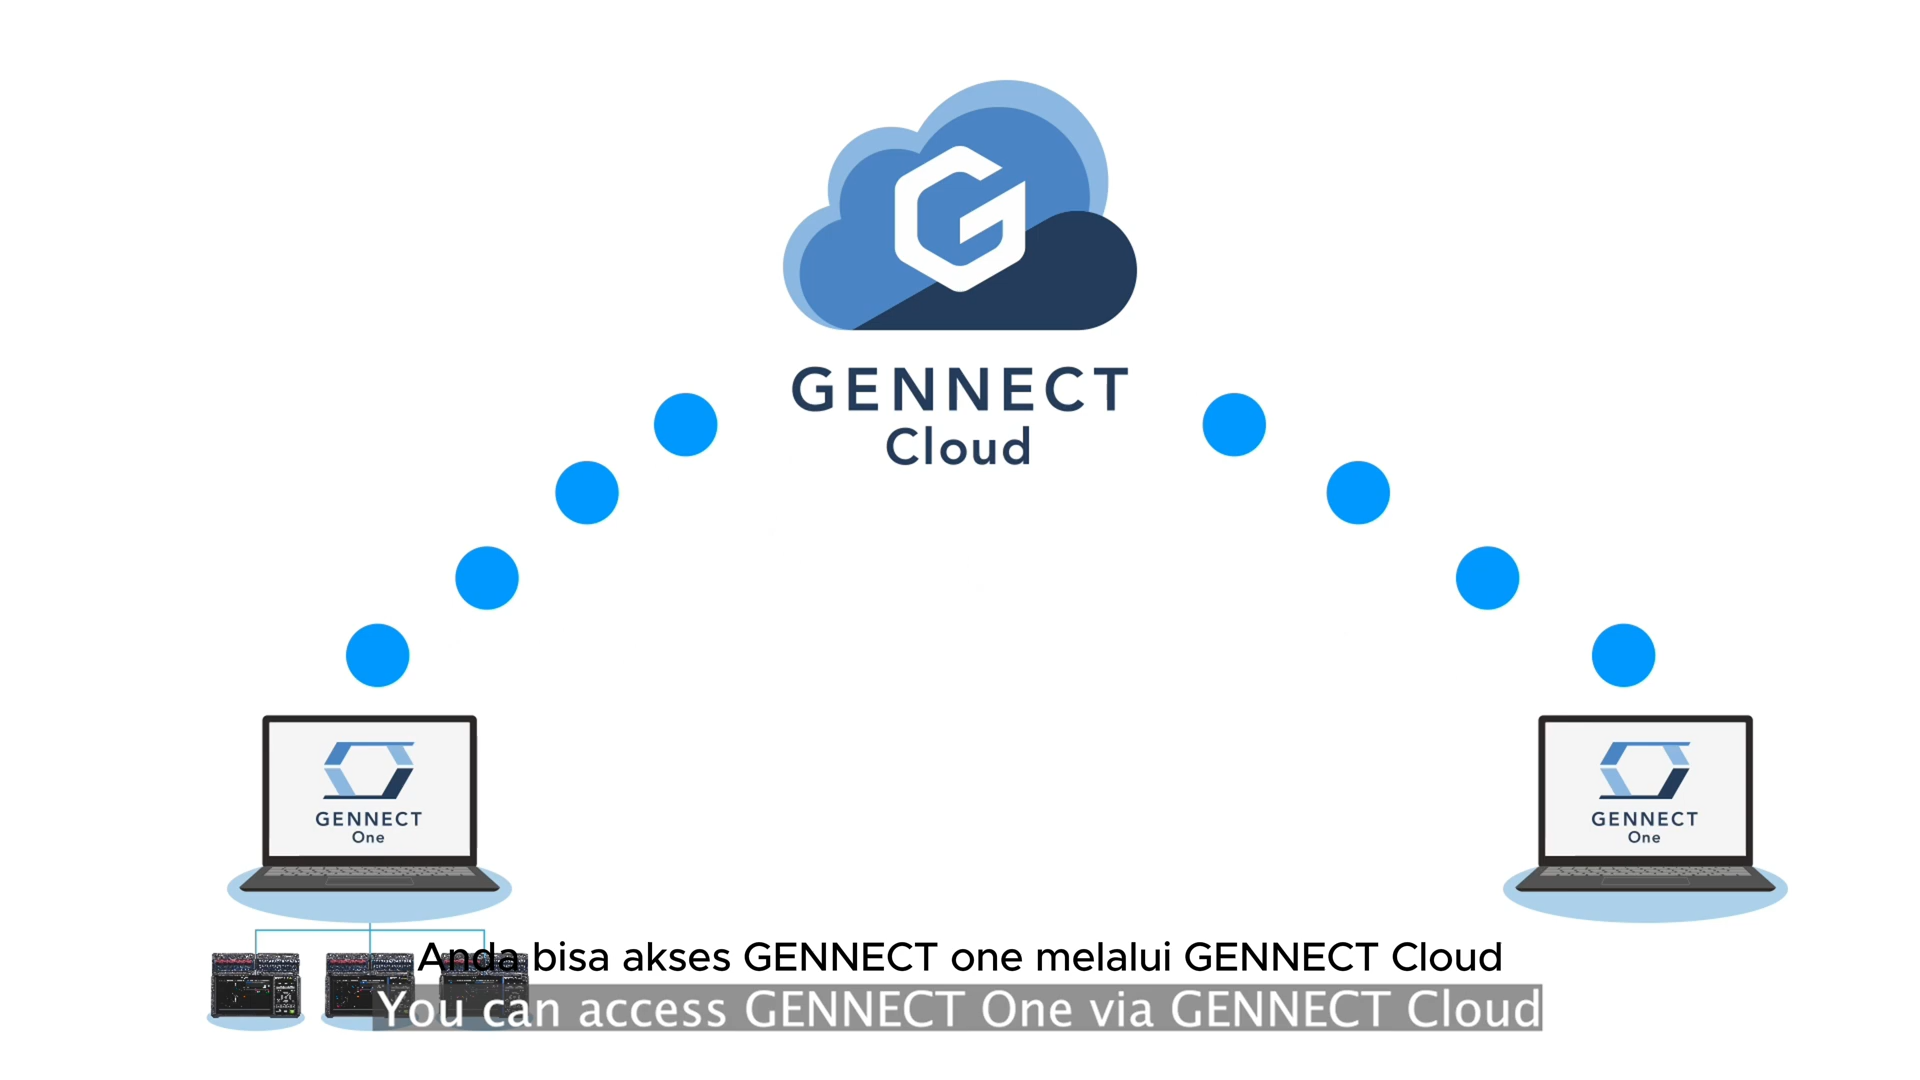 GENNECT
Cloud
GENNECT
One
GENNECT
One
Anda bisa akses GENNECT one melalui GENNECT Cloud
You can access GENNECT One via GENNECT Cloud